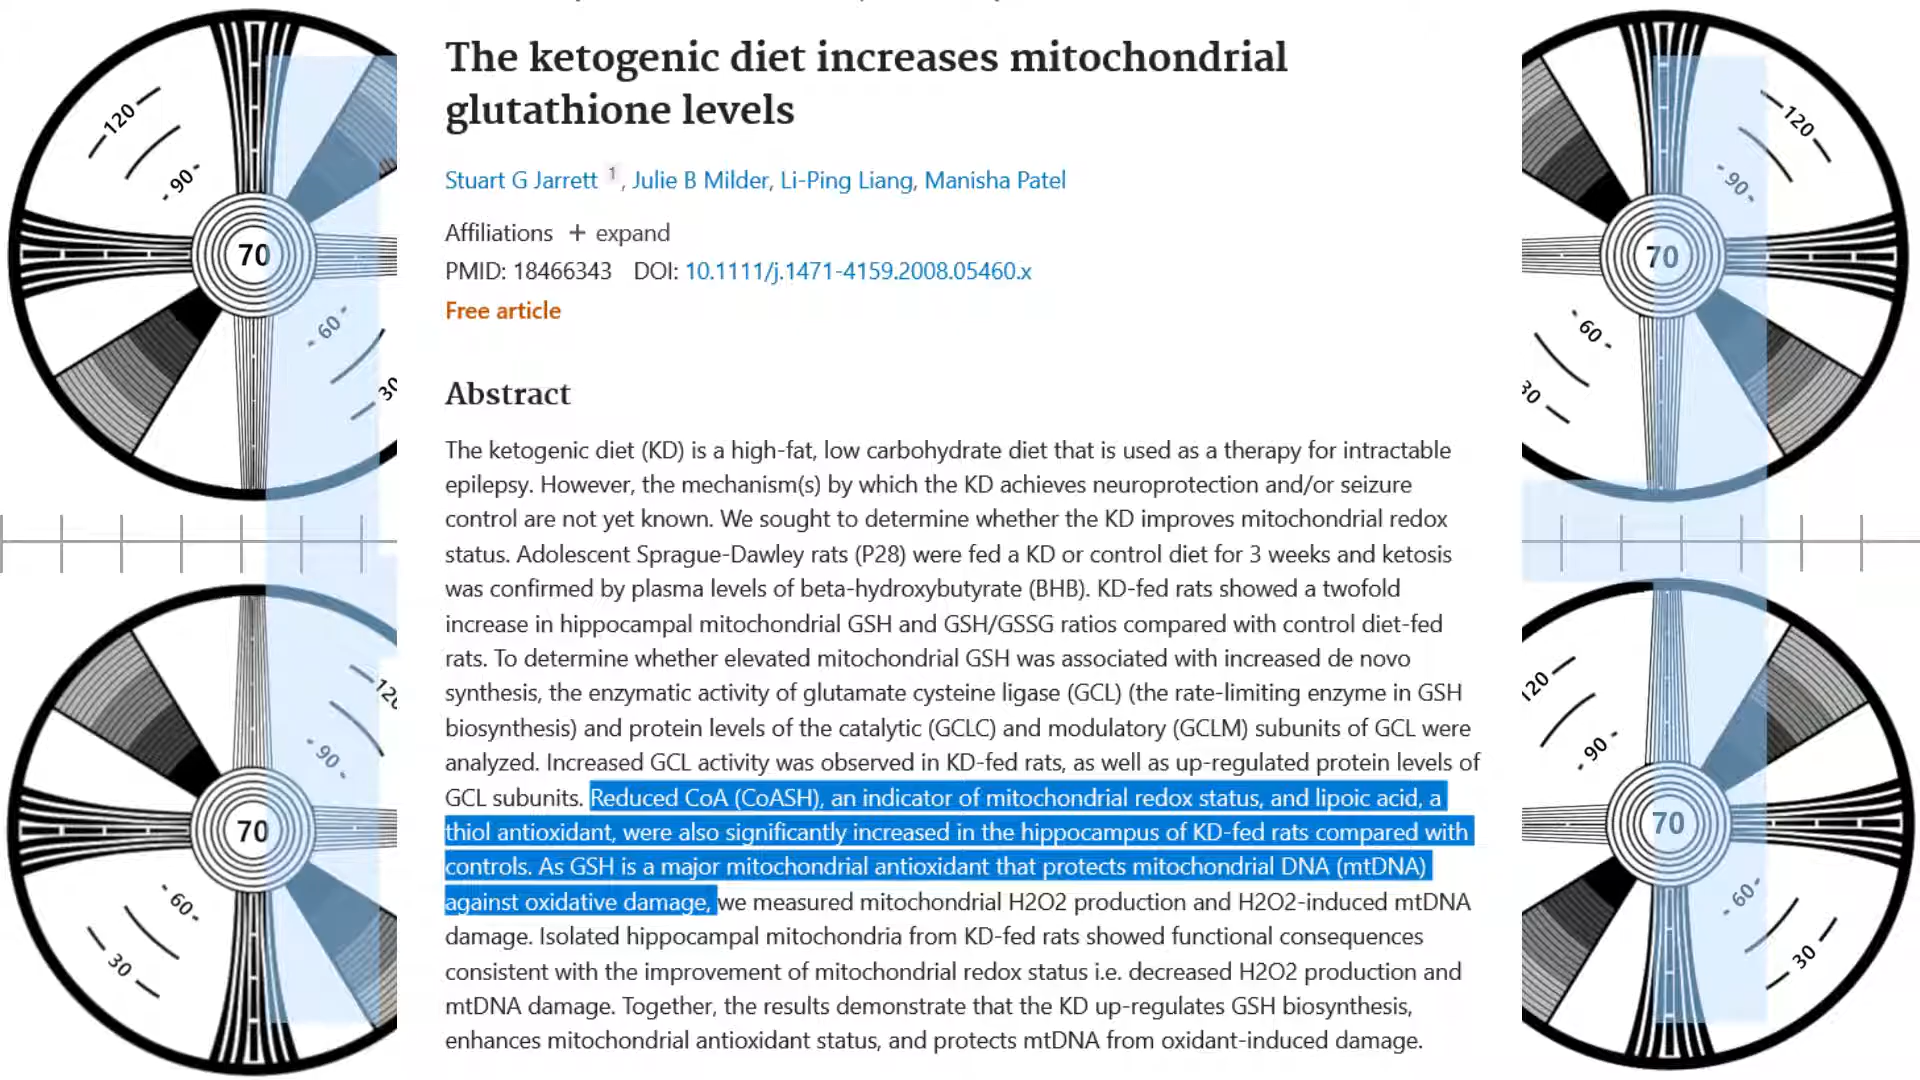 The ketogenic diet increases mitochondrial
glutathione levels
Stuart G Jarrett 1, Julie B Milder, Li-Ping Liang, Manisha Patel
Affiliations + expand
PMID: 18466343 DOI: 10.1111/j.1471-4159.2008.05460.x
Free article
Abstract
The ketogenic diet (KD) is a high-fat, low carbohydrate diet that is used as a therapy for intractable
epilepsy. However, the mechanism(s) by which the KD achieves neuroprotection and/or seizure
control are not yet known. We sought to determine whether the KD improves mitochondrial redox
status. Adolescent Sprague-Dawley rats (P28) were fed a KD or control diet for 3 weeks and ketosis
was confirmed by plasma levels of beta-hydroxybutyrate (BHB). KD-fed rats showed a twofold
increase in hippocampal mitochondrial GSH and GSH/GSSG ratios compared with control diet-fed
rats. To determine whether elevated mitochondrial GSH was associated with increased de novo
synthesis, the enzymatic activity of glutamate cysteine ligase (GCL) (the rate-limiting enzyme in GSH
biosynthesis) and protein levels of the catalytic (GCLC) and modulatory (GCLM) subunits of GCL were
analyzed. Increased GCL activity was observed in KD-fed rats, as well as up-regulated protein levels of
GCL subunits. Reduced CoA (CoASH), an indicator of mitochondrial redox status, and lipoic acid, a
thiol antioxidant, were also significantly increased in the hippocampus of KD-fed rats compared with
controls. As GSH is a major mitochondrial antioxidant that protects mitochondrial DNA (mtDNA)
against oxidative damage, we measured mitochondrial H2O2 production and H2O2-induced mtDNA
damage. Isolated hippocampal mitochondria from KD-fed rats showed functional consequences
consistent with the improvement of mitochondrial redox status i.e. decreased H2O2 production and
mtDNA damage. Together, the results demonstrate that the KD up-regulates GSH biosynthesis,
enhances mitochondrial antioxidant status, and protects mtDNA from oxidant-induced damage.
120
- 90 -
70
- 60 -
30
120
- 90 -
70
- 60 -
30
120
- 90 -
70
- 60 -
30
120
- 90 -
70
- 60 -
30